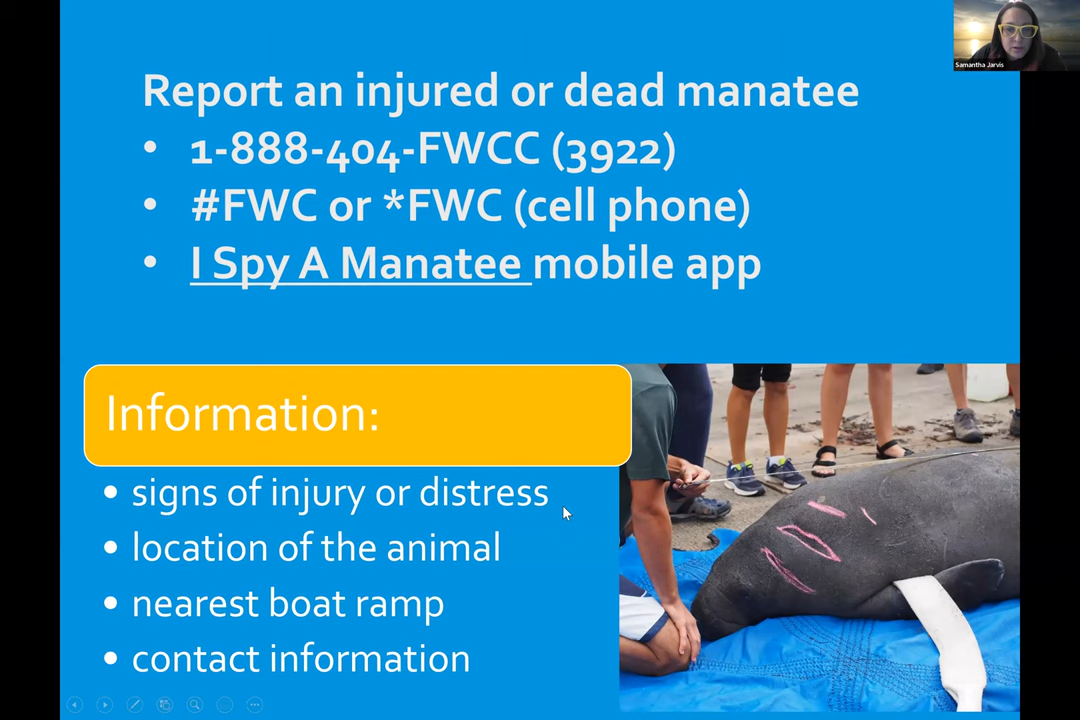 Samantha Jarvis
Report an injured or dead manatee
• 1-888-404-FWCC (3922)
• #FWC or *FWC (cell phone)
• I Spy A Manatee mobile app
Information:
• signs of injury or distress
• location of the animal
• nearest boat ramp
• contact information